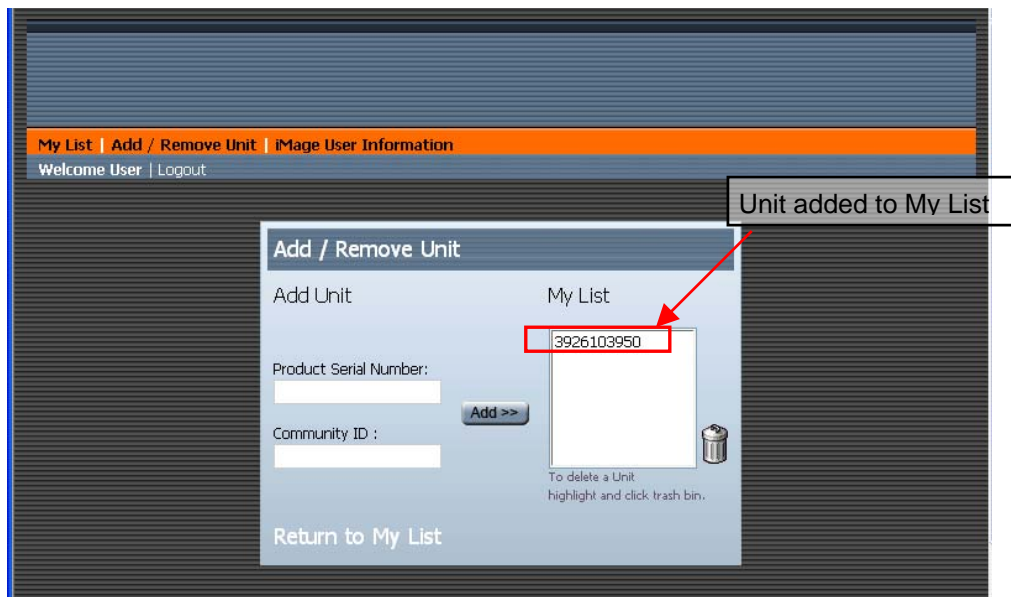 My List | Add / Remove Unit | iMage User Information
Welcome User | Logout
Unit added to My List
Add / Remove Unit
Add Unit
My List
3926103950
Product Serial Number:
Add >>
Community ID :
To delete a Unit
highlight and click trash bin.
Return to My List